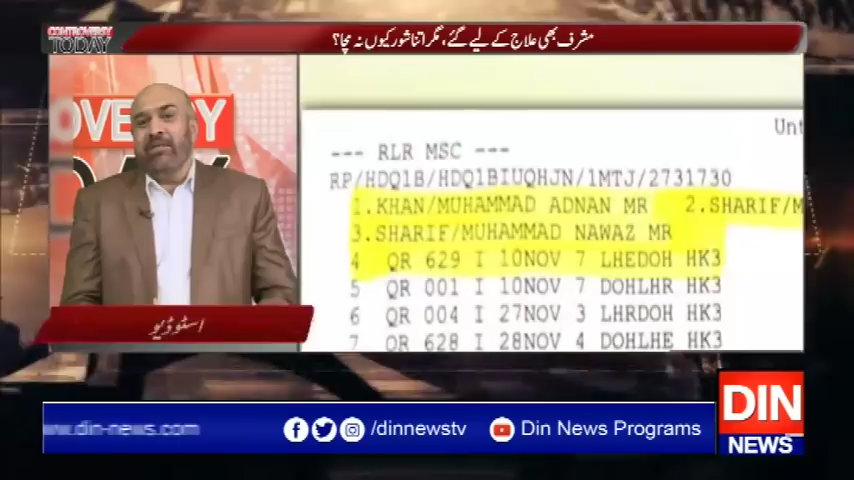 CONTROVERSY
TODAY
مشرف بھی علاج کے لیے گئے، مگر اتنا شور کیوں نہ مچا؟
OVE
Y
Unt
--- RLR MSC ---
RP/HDQ1B/HDQ1BIUQHJN/1MTJ/2731730
1.KHAN/MUHAMMAD ADNAN MR 2.SHARIF/M
3.SHARIF/MUHAMMAD NAWAZ MR
4 QR 629 I 10NOV 7 LHEDOH HK3
5 QR 001 I 10NOV 7 DOHLHR HK3
6 QR 004 I 27NOV 3 LHRDOH HK3
7 QR 628 I 28NOV 4 DOHLHE HK3
اسٹوڈیو
ww.din-news.com
/dinnewstv
Din News Programs
DIN
NEWS